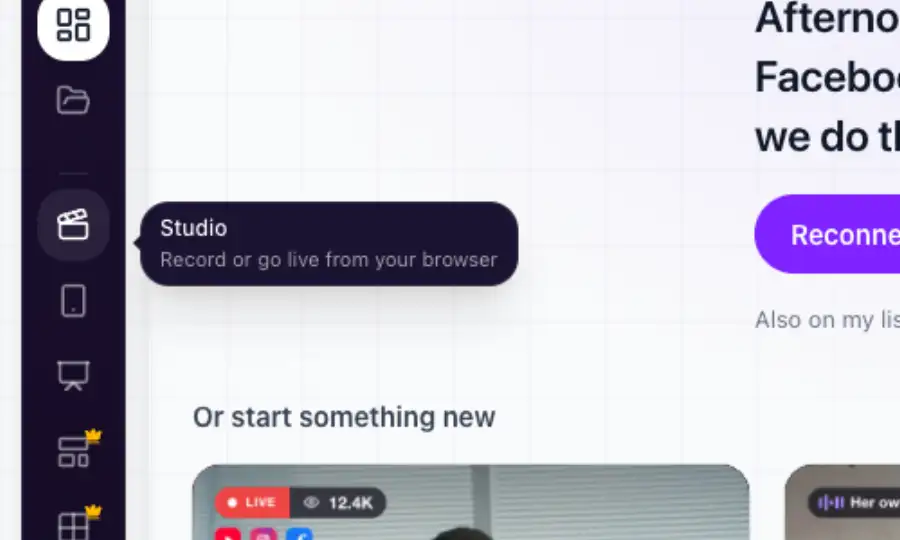 Studio
Record or go live from your browser
Afterno
Faceboo
we do th
Reconne
Also on my lis
Or start something new
LIVE
12.4K
Her ow